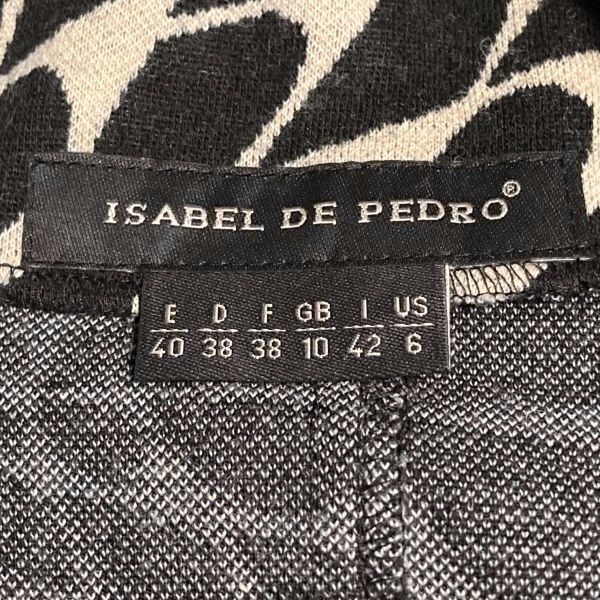 ISABEL DE PEDRO®
E D F GB I US
40 38 38 10 42 6